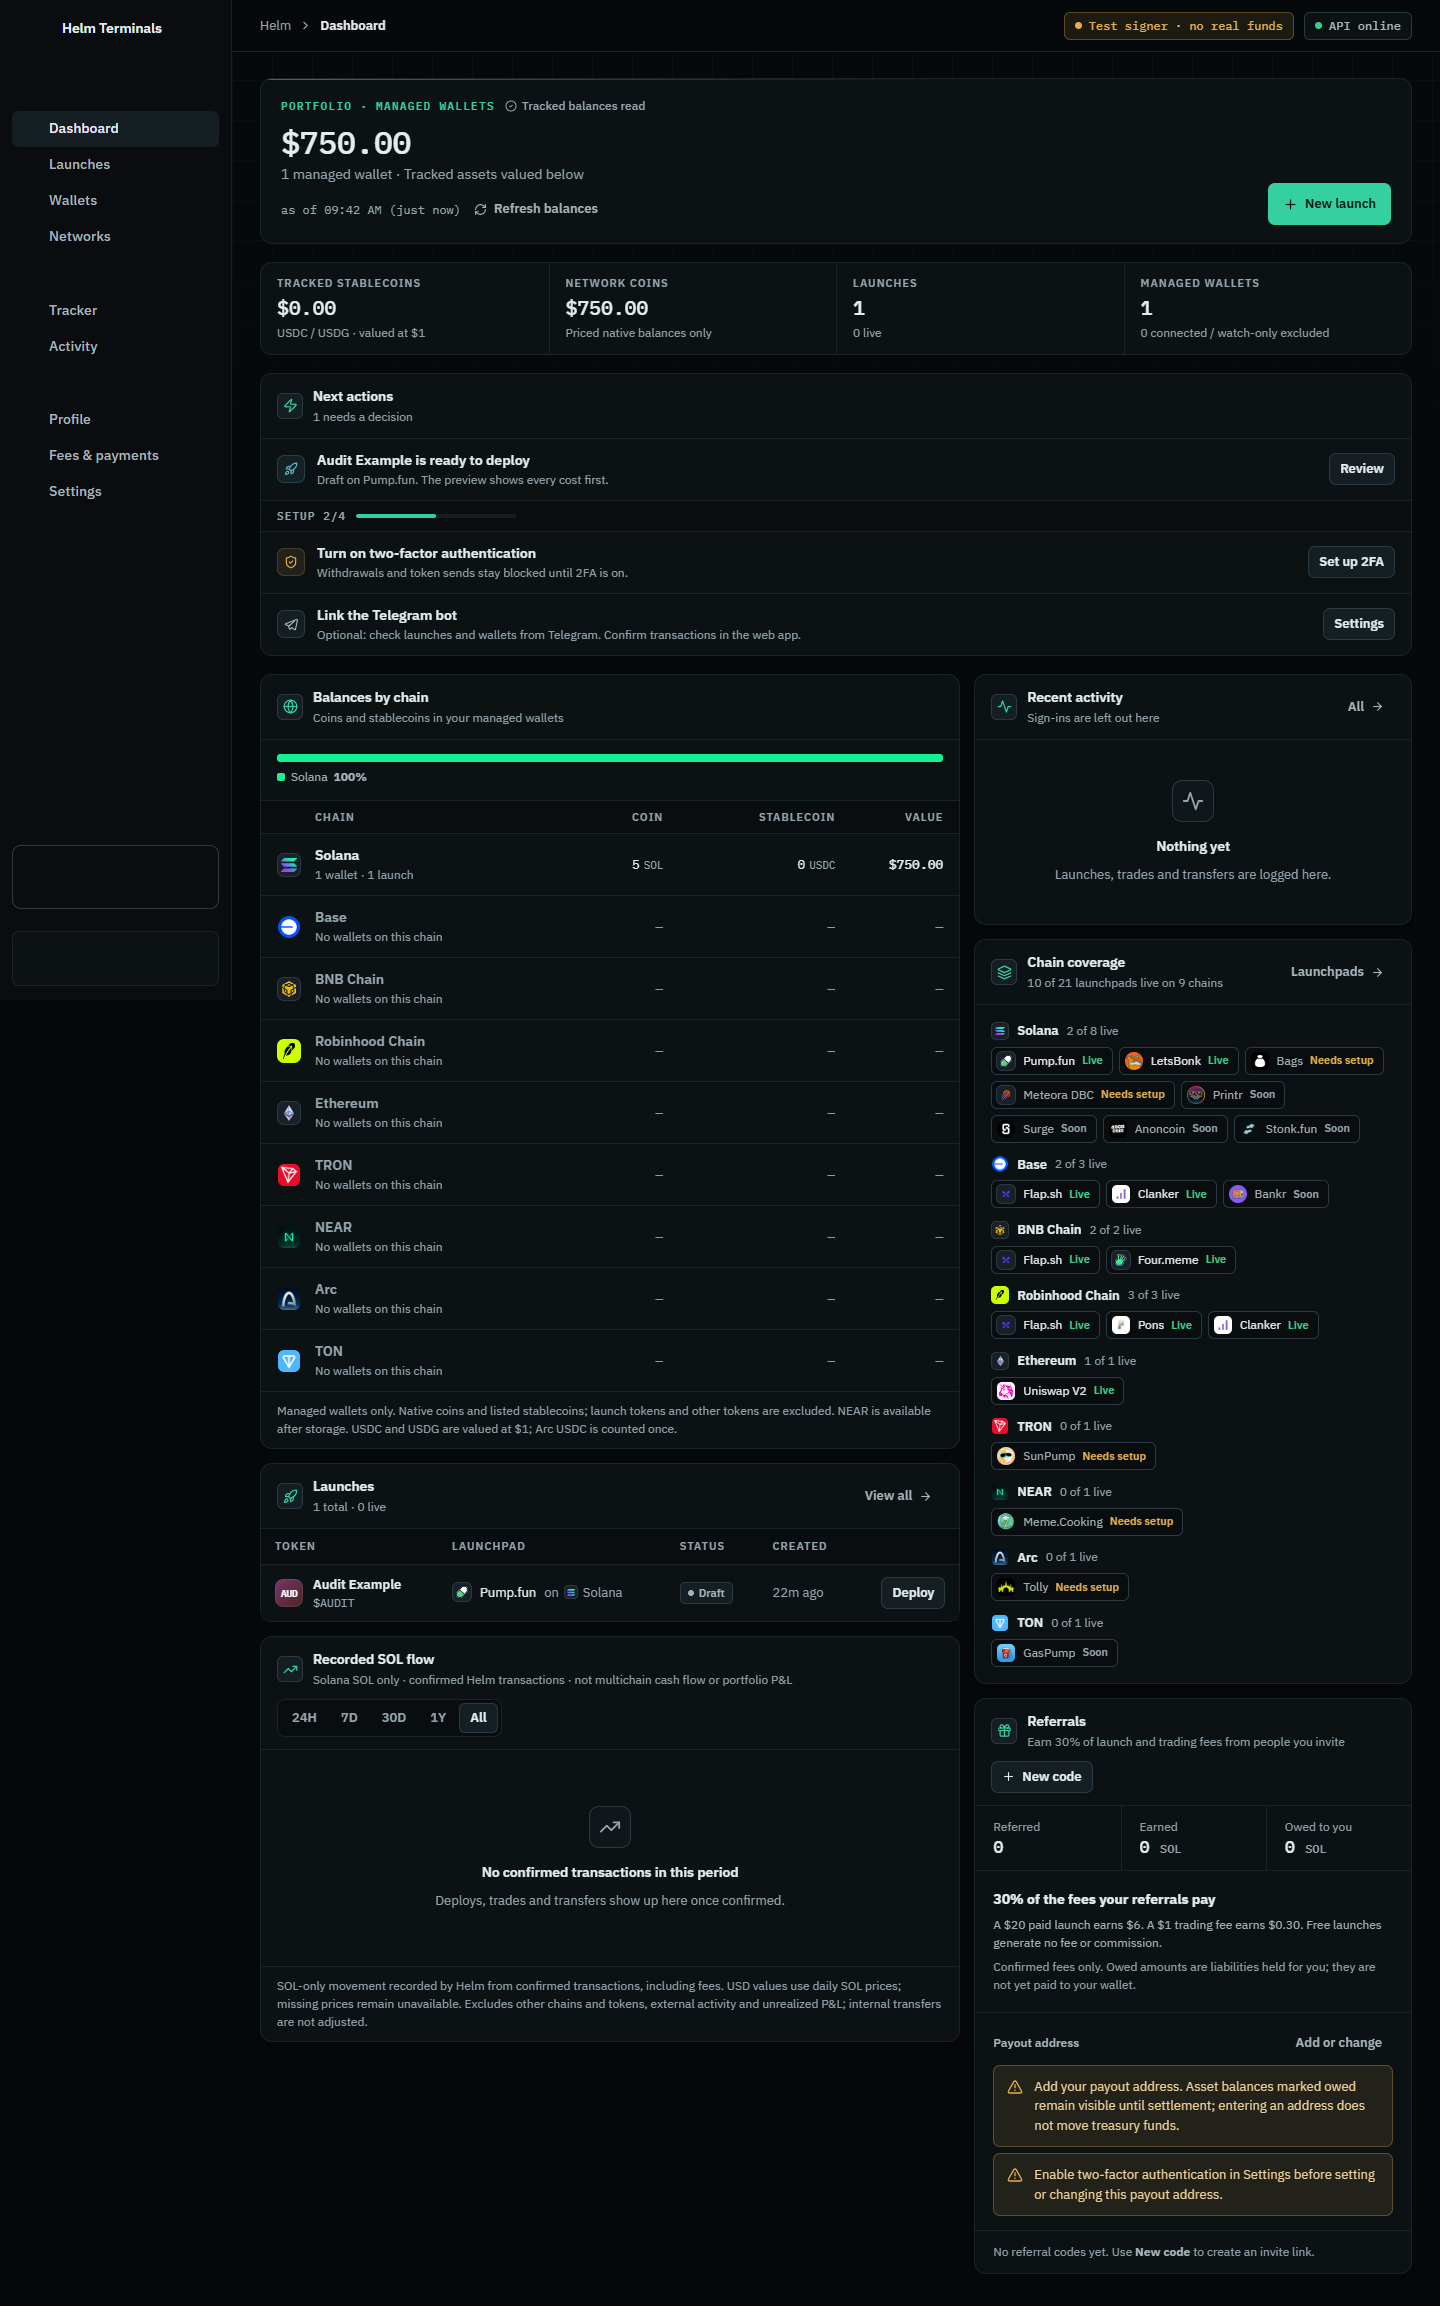 Helm Terminals
Dashboard
Launches
Wallets
Networks
Tracker
Activity
Profile
Fees & payments
Settings
Helm > Dashboard
Test signer · no real funds
API online
PORTFOLIO · MANAGED WALLETS Tracked balances read
$750.00
1 managed wallet · Tracked assets valued below
as of 09:42 AM (just now) Refresh balances
+ New launch
TRACKED STABLECOINS
$0.00
USDC / USDG · valued at $1
NETWORK COINS
$750.00
Priced native balances only
LAUNCHES
1
0 live
MANAGED WALLETS
1
0 connected / watch-only excluded
Next actions
1 needs a decision
Audit Example is ready to deploy
Draft on Pump.fun. The preview shows every cost first.
Review
SETUP 2/4
Turn on two-factor authentication
Withdrawals and token sends stay blocked until 2FA is on.
Set up 2FA
Link the Telegram bot
Optional: check launches and wallets from Telegram. Confirm transactions in the web app.
Settings
Balances by chain
Coins and stablecoins in your managed wallets
Solana 100%
CHAIN COIN STABLECOIN VALUE
Solana
1 wallet · 1 launch
5 SOL 0 USDC $750.00
Base
No wallets on this chain
— — —
BNB Chain
No wallets on this chain
— — —
Robinhood Chain
No wallets on this chain
— — —
Ethereum
No wallets on this chain
— — —
TRON
No wallets on this chain
— — —
NEAR
No wallets on this chain
— — —
Arc
No wallets on this chain
— — —
TON
No wallets on this chain
— — —
Managed wallets only. Native coins and listed stablecoins; launch tokens and other tokens are excluded. NEAR is available
after storage. USDC and USDG are valued at $1; Arc USDC is counted once.
Launches
1 total · 0 live
View all →
TOKEN LAUNCHPAD STATUS CREATED
AUD
Audit Example
$AUDIT
Pump.fun on Solana
Draft
22m ago
Deploy
Recorded SOL flow
Solana SOL only · confirmed Helm transactions · not multichain cash flow or portfolio P&L
24H 7D 30D 1Y All
No confirmed transactions in this period
Deploys, trades and transfers show up here once confirmed.
SOL-only movement recorded by Helm from confirmed transactions, including fees. USD values use daily SOL prices;
missing prices remain unavailable. Excludes other chains and tokens, external activity and unrealized P&L; internal transfers
are not adjusted.
Recent activity
Sign-ins are left out here
All →
Nothing yet
Launches, trades and transfers are logged here.
Chain coverage
10 of 21 launchpads live on 9 chains
Launchpads →
Solana 2 of 8 live
Pump.fun Live LetsBonk Live Bags Needs setup
Meteora DBC Needs setup Printr Soon
Surge Soon Anoncoin Soon Stonk.fun Soon
Base 2 of 3 live
Flap.sh Live Clanker Live Bankr Soon
BNB Chain 2 of 2 live
Flap.sh Live Four.meme Live
Robinhood Chain 3 of 3 live
Flap.sh Live Pons Live Clanker Live
Ethereum 1 of 1 live
Uniswap V2 Live
TRON 0 of 1 live
SunPump Needs setup
NEAR 0 of 1 live
Meme.Cooking Needs setup
Arc 0 of 1 live
Tolly Needs setup
TON 0 of 1 live
GasPump Soon
Referrals
Earn 30% of launch and trading fees from people you invite
+ New code
Referred
0
Earned
0 SOL
Owed to you
0 SOL
30% of the fees your referrals pay
A $20 paid launch earns $6. A $1 trading fee earns $0.30. Free launches
generate no fee or commission.
Confirmed fees only. Owed amounts are liabilities held for you; they are
not yet paid to your wallet.
Payout address
Add or change
Add your payout address. Asset balances marked owed
remain visible until settlement; entering an address does
not move treasury funds.
Enable two-factor authentication in Settings before setting
or changing this payout address.
No referral codes yet. Use New code to create an invite link.